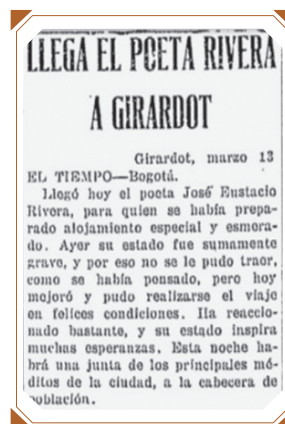 LLEGA EL POETA RIVERA
A GIRARDOT
Girardot, marzo 13
EL TIEMPO—Bogotá.
Llegó hoy el poeta José Eustacio
Rivera, para quien se había prepa-
rado alojamiento especial y esmera-
do. Ayer su estado fue sumamente
grave, y por eso no se le pudo traer,
como se había pensado, pero hoy
mejoró y pudo realizarse el viaje
en felices condiciones. Ha reaccio-
nado bastante, y su estado inspira
muchas esperanzas. Esta noche ha-
brá una junta de los principales mé-
ditos de la ciudad, a la cabecera de
población.